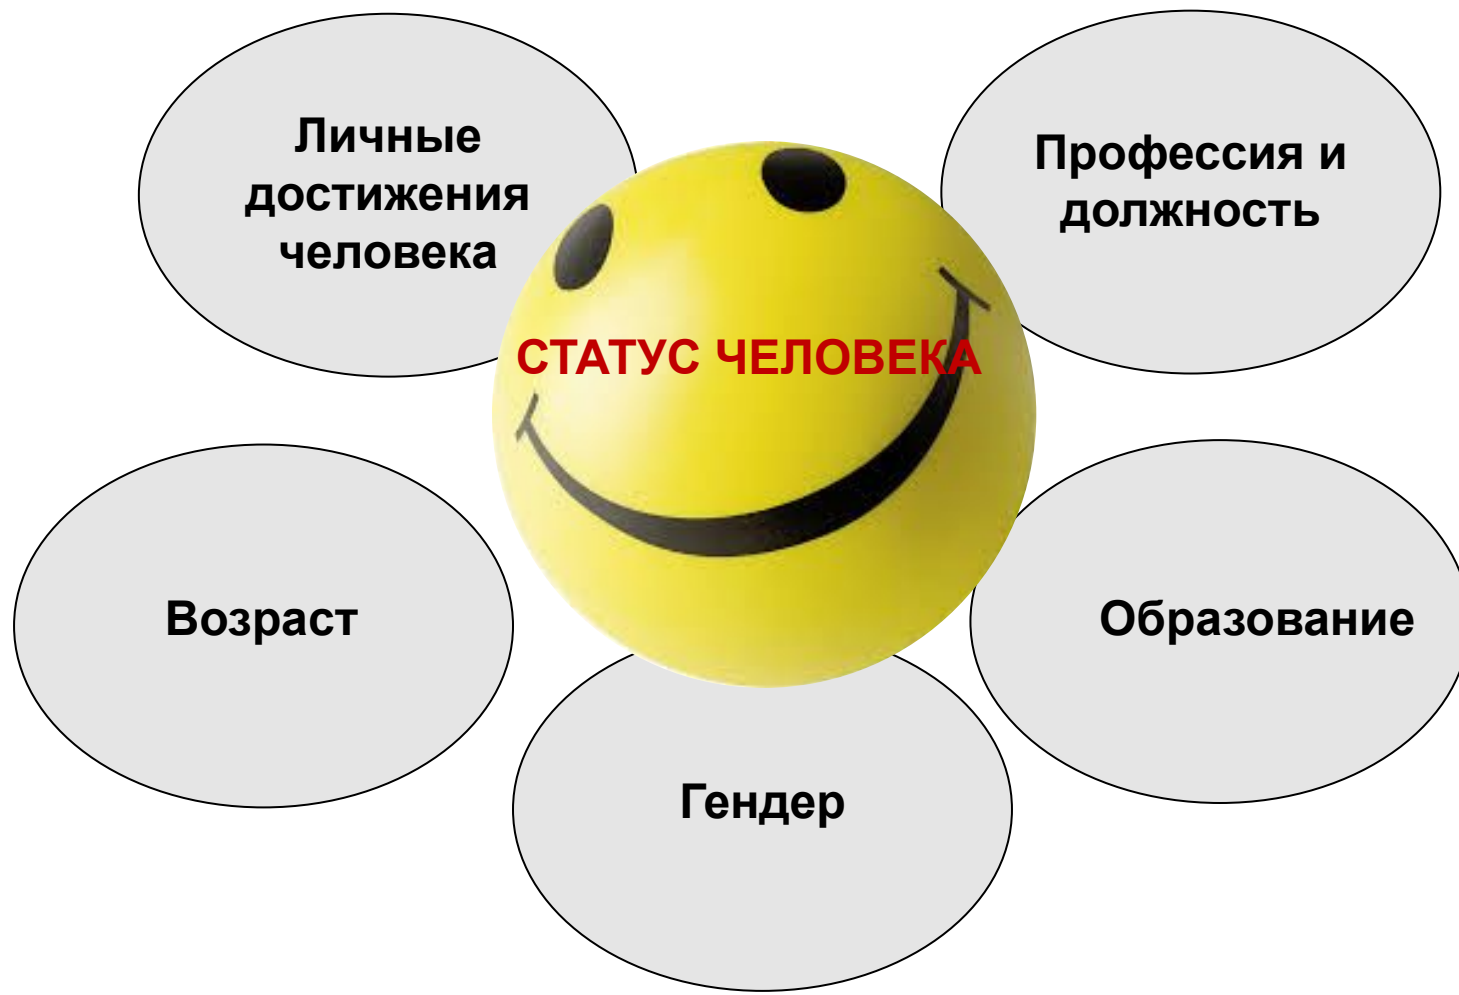 Личные
достижения
человека
Профессия и
должность
СТАТУС ЧЕЛОВЕКА
Возраст
Образование
Гендер